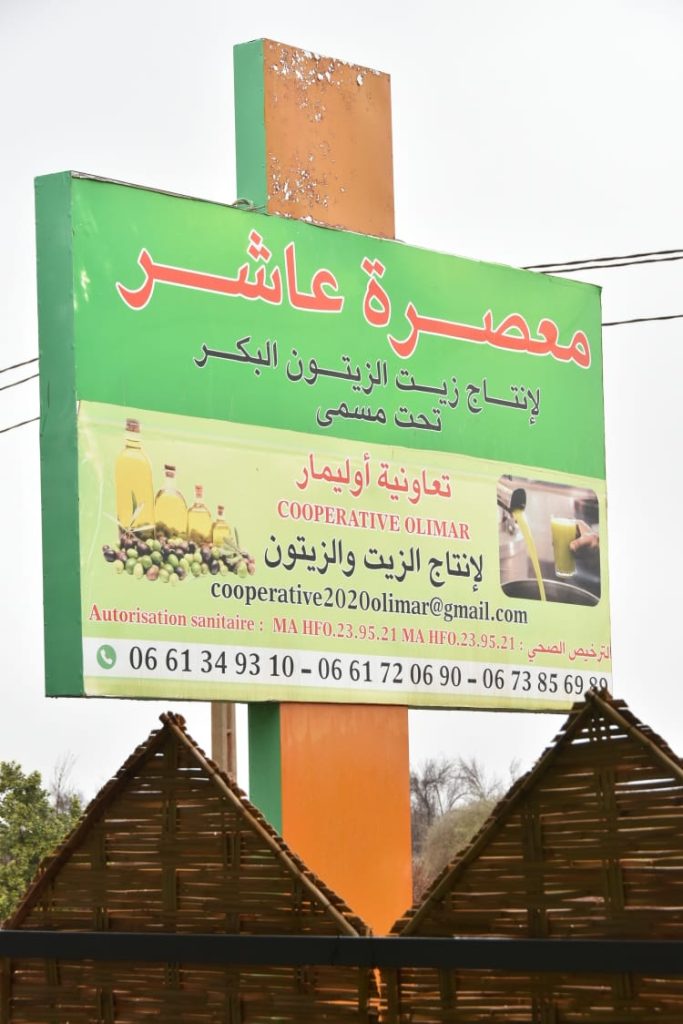 معصرة عاشر
لإنتاج زيت الزيتون البكر
تحت مسمى
تعاونية أوليمار
COOPERATIVE OLIMAR
لإنتاج الزيت والزيتون
cooperative2020olimar@gmail.com
Autorisation sanitaire : MA HFO.23.95.21 MA HFO.23.95.21 : الترخيص الصحي
06 61 34 93 10 - 06 61 72 06 90 - 06 73 85 69 89